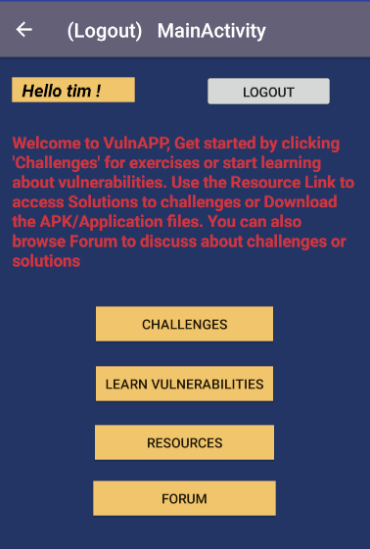 (Logout) MainActivity
Hello tim !
LOGOUT
Welcome to VulnAPP, Get started by clicking
'Challenges' for exercises or start learning
about vulnerabilities. Use the Resource Link to
access Solutions to challenges or Download
the APK/Application files. You can also
browse Forum to discuss about challenges or
solutions
CHALLENGES
LEARN VULNERABILITIES
RESOURCES
FORUM